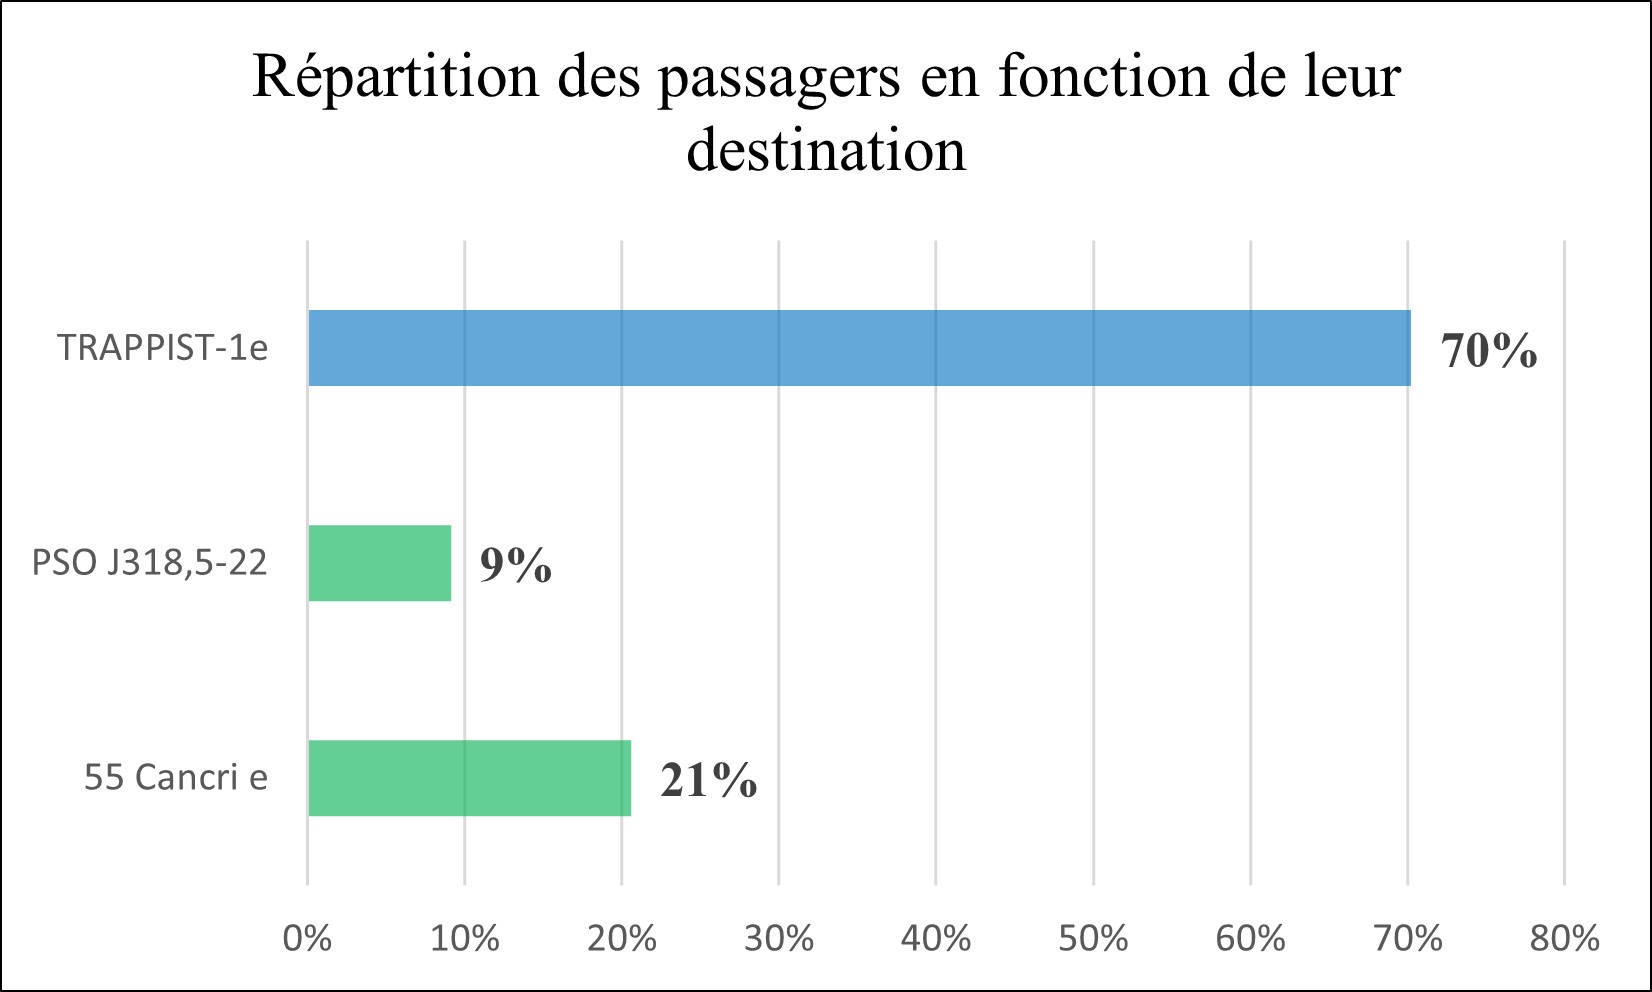 Répartition des passagers en fonction de leur
destination
TRAPPIST-1e
70%
PSO J318,5-22
9%
55 Cancri e
21%
0% 10% 20% 30% 40% 50% 60% 70% 80%